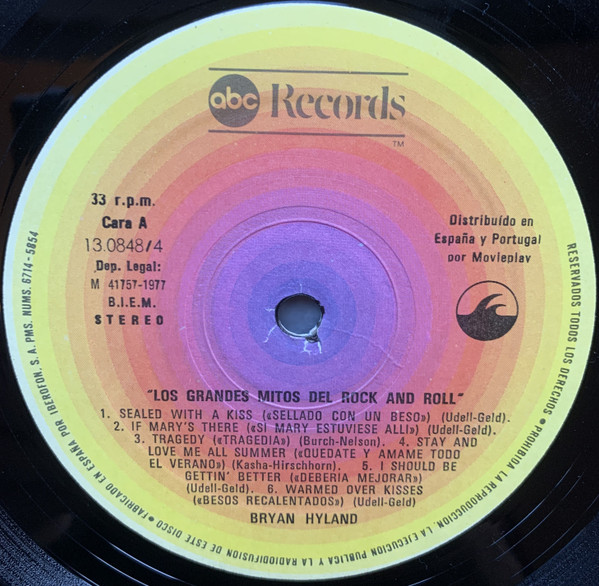 abc Records
TM
33 r.p.m.
Cara A
13.0848/4
Dep. Legal:
M 41757-1977
B.I.E.M.
STEREO
Distribuído en
España y Portugal
por Movieplay
"LOS GRANDES MITOS DEL ROCK AND ROLL"
1. SEALED WITH A KISS («SELLADO CON UN BESO») (Udell-Geld).
2. IF MARY'S THERE («SI MARY ESTUVIESE ALLI») (Udell-Geld).
3. TRAGEDY («TRAGEDIA») (Burch-Nelson). 4. STAY AND
LOVE ME ALL SUMMER («QUEDATE Y AMAME TODO
EL VERANO») (Kasha-Hirschhorn). 5. I SHOULD BE
GETTIN' BETTER («DEBERIA MEJORAR»)
(Udell-Geld). 6. WARMED OVER KISSES
(«BESOS RECALENTADOS») (Udell-Geld)
BRYAN HYLAND
RESERVADOS TODOS LOS DERECHOS • PROHIBIDA LA REPRODUCCION, LA EJECUCION PUBLICA Y LA RADIODIFUSION DE ESTE DISCO • FABRICADO EN ESPAÑA POR IBEROFON, S. A. PMS. NUMS. 6714-5854